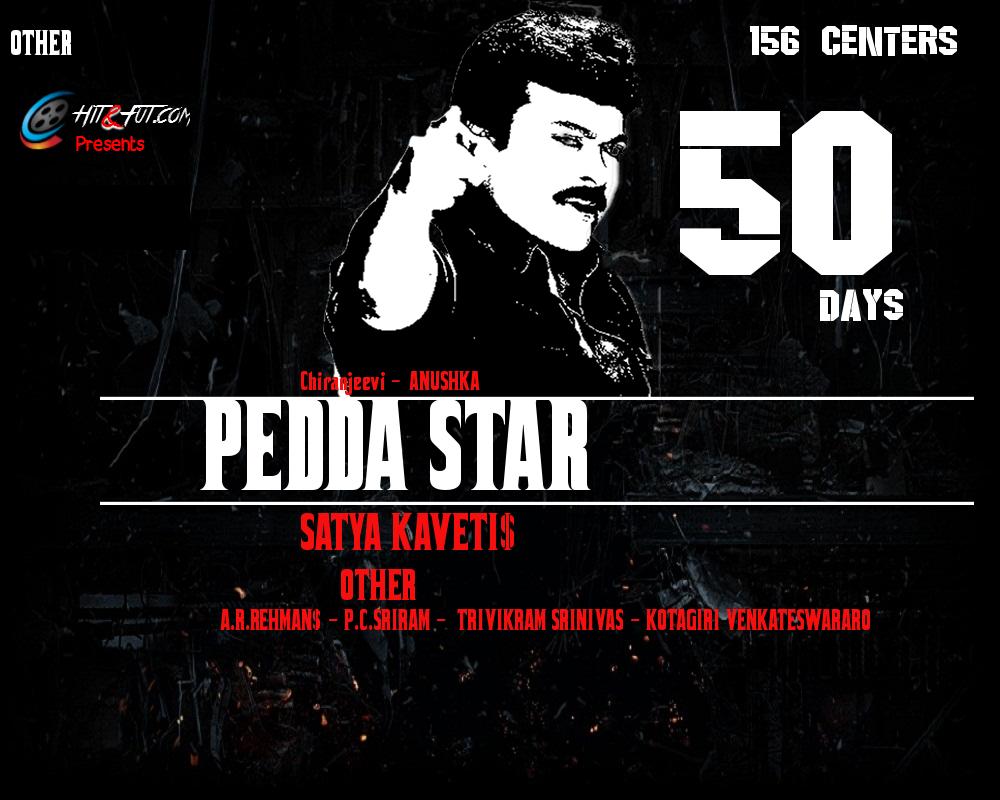 OTHER
156 CENTERS
HIT&FUT.COM
Presents
50
DAYS
Chiranjeevi - ANUSHKA
PEDDA STAR
SATYA KAVETI$
OTHER
A.R.REHMAN$ - P.C.SRIRAM - TRIVIKRAM SRINIVAS - KOTAGIRI VENKATESWARARO